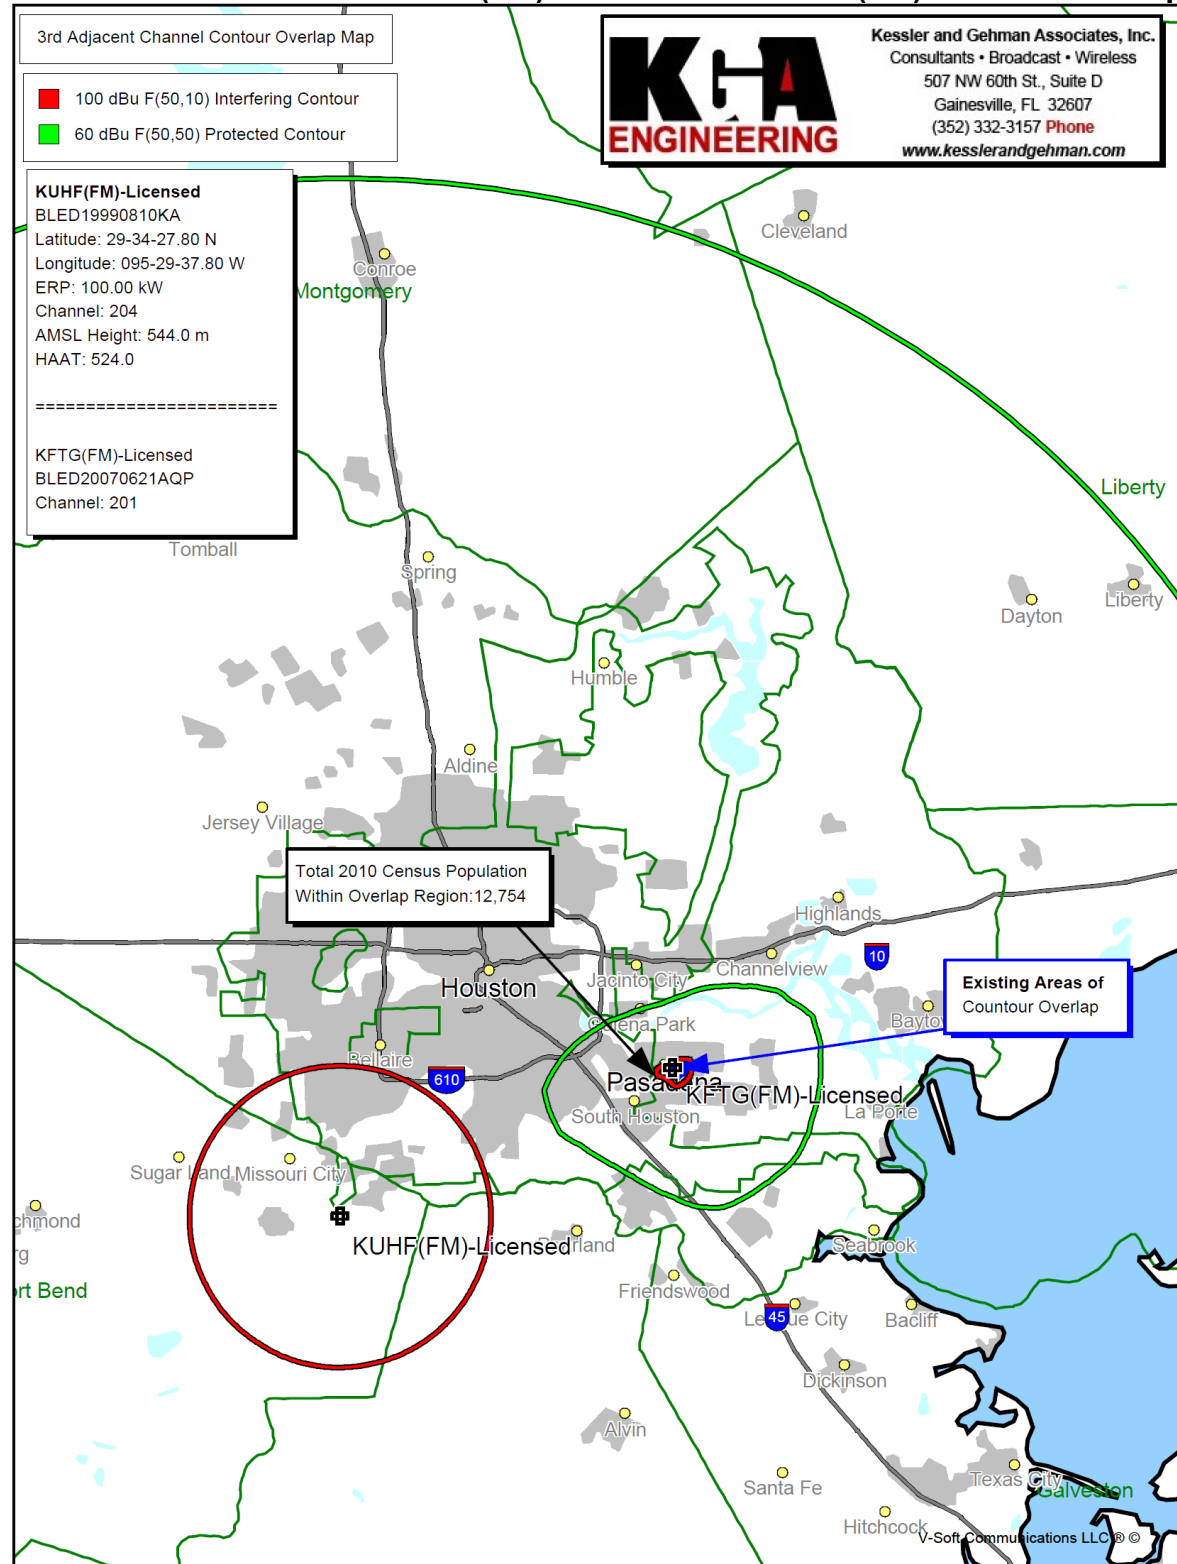 3rd Adjacent Channel Contour Overlap Map
100 dBu F(50,10) Interfering Contour
60 dBu F(50,50) Protected Contour
KGA
ENGINEERING
Kessler and Gehman Associates, Inc.
Consultants • Broadcast • Wireless
507 NW 60th St., Suite D
Gainesville, FL 32607
(352) 332-3157 Phone
www.kesslerandgehman.com
KUHF(FM)-Licensed
BLED19990810KA
Latitude: 29-34-27.80 N
Longitude: 095-29-37.80 W
ERP: 100.00 kW
Channel: 204
AMSL Height: 544.0 m
HAAT: 524.0
========================
KFTG(FM)-Licensed
BLED20070621AQP
Channel: 201
Cleveland
Conroe
Montgomery
Liberty
Tomball
Spring
Dayton
Liberty
Humble
Aldine
Jersey Village
Total 2010 Census Population
Within Overlap Region:12,754
Highlands
Channelview
10
Jacinto City
Houston
Existing Areas of
Countour Overlap
Galena Park
Bellaire
610
Pasadena
KFTG(FM)-Licensed
South Houston
La Porte
Sugar Land
Missouri City
KUHF(FM)-Licensed
Seabrook
Friendswood
League City
45
Bacliff
Dickinson
Alvin
Santa Fe
Texas City
Galveston
Hitchcock
V-Soft Communications LLC ® ©